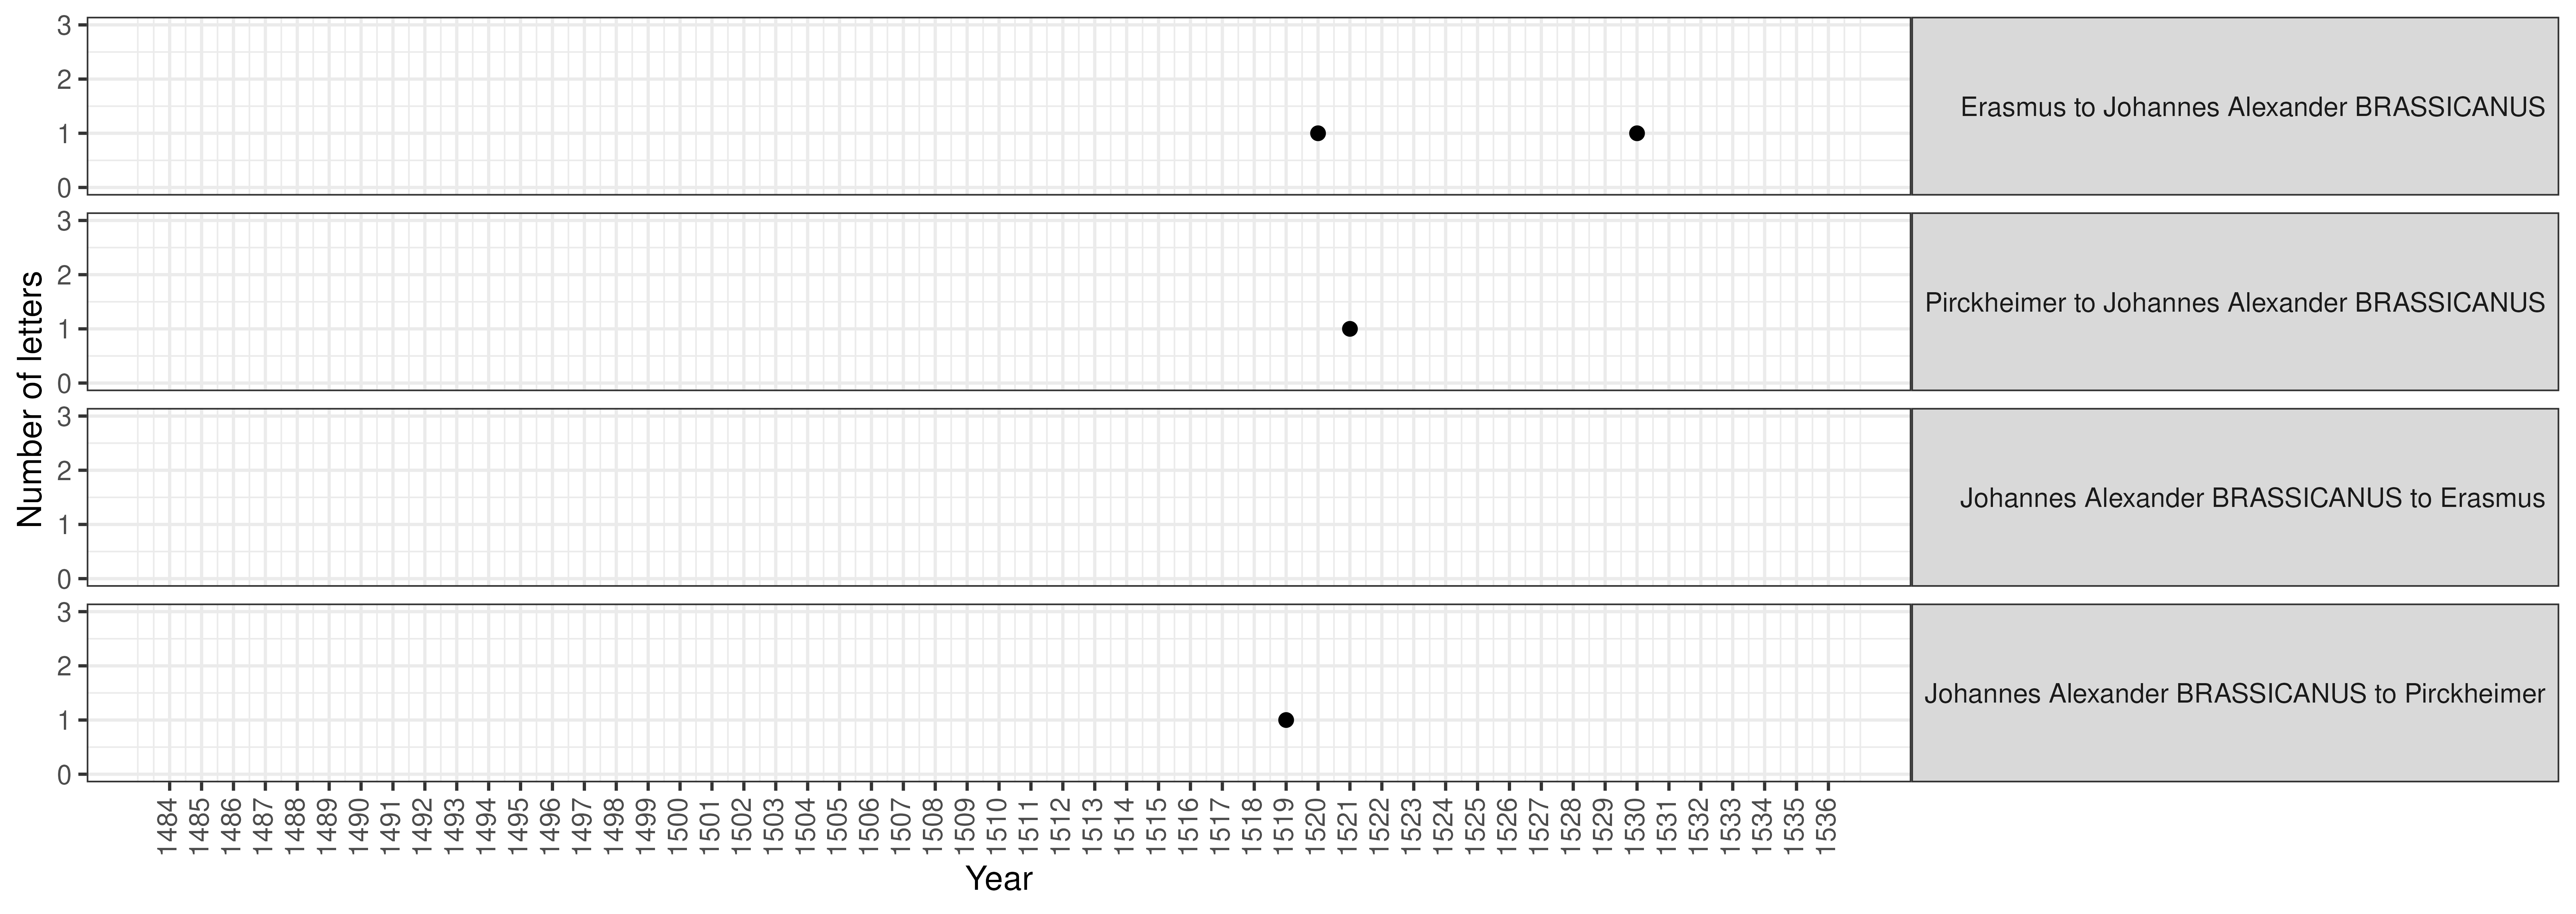 Number of letters
3
2
1
0
Erasmus to Johannes Alexander BRASSICANUS
3
2
1
0
Pirckheimer to Johannes Alexander BRASSICANUS
3
2
1
0
Johannes Alexander BRASSICANUS to Erasmus
3
2
1
0
Johannes Alexander BRASSICANUS to Pirckheimer
1484 1485 1486 1487 1488 1489 1490 1491 1492 1493 1494 1495 1496 1497 1498 1499 1500 1501 1502 1503 1504 1505 1506 1507 1508 1509 1510 1511 1512 1513 1514 1515 1516 1517 1518 1519 1520 1521 1522 1523 1524 1525 1526 1527 1528 1529 1530 1531 1532 1533 1534 1535 1536
Year